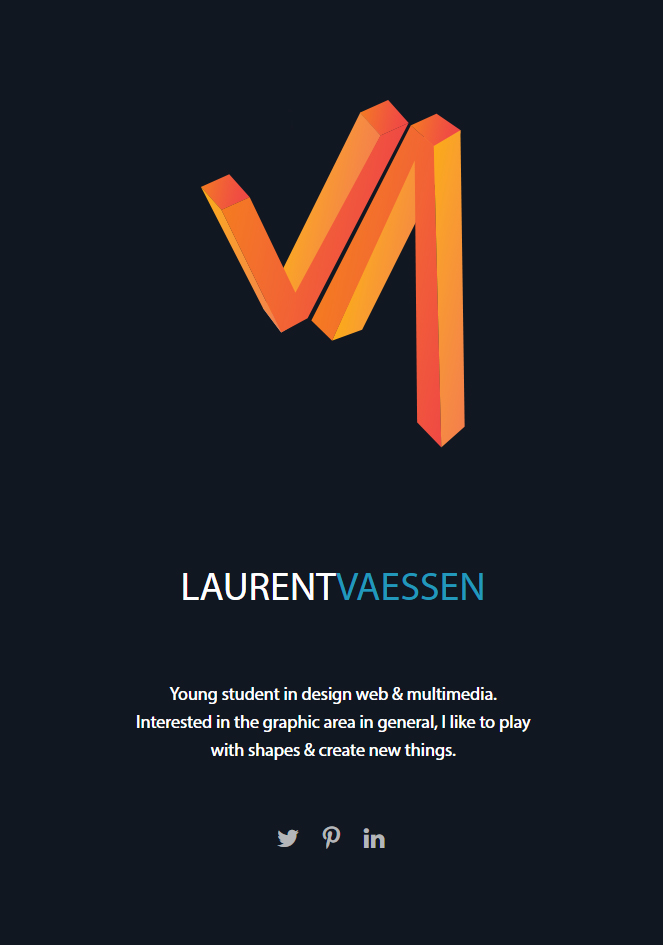 LAURENTVAESSEN
Young student in design web & multimedia.
Interested in the graphic area in general, I like to play
with shapes & create new things.